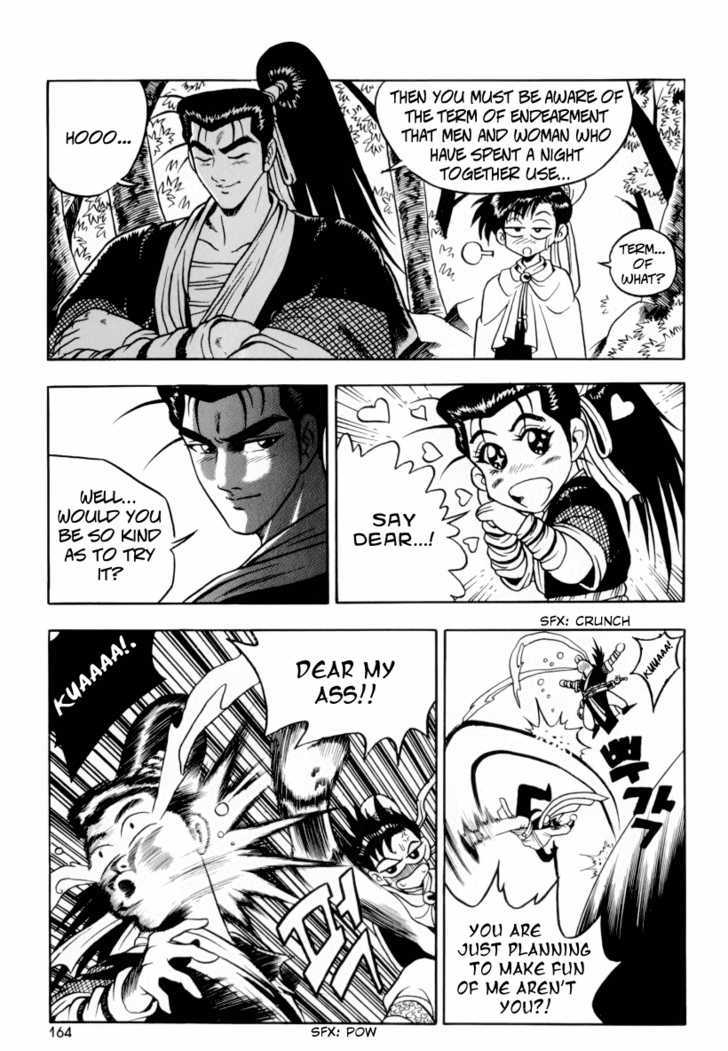 HOOO...
THEN YOU MUST BE AWARE OF
THE TERM OF ENDEARMENT
THAT MEN AND WOMAN WHO
HAVE SPENT A NIGHT
TOGETHER USE...
TERM...
OF
WHAT?
WELL...
WOULD YOU
BE SO KIND
AS TO TRY
IT?
SAY
DEAR...!
KUAAAA!.
DEAR MY
ASS!!
퍼걱
SFX: POW
SFX: CRUNCH
KUUAAA!
뿌각
YOU ARE
JUST PLANNING
TO MAKE FUN
OF ME AREN'T
YOU?!
164